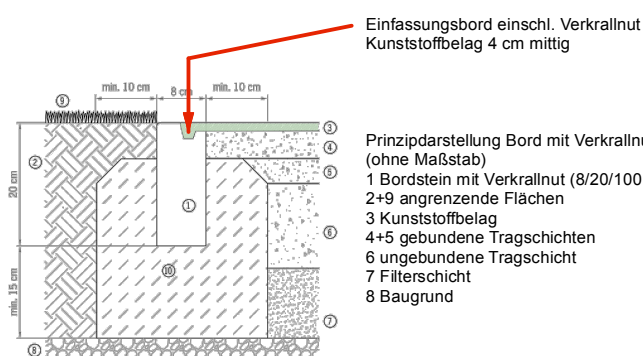 Einfassungsbord einschl. Verkrallnut
Kunststoffbelag 4 cm mittig
min. 10 cm
8 cm
min. 10 cm
9
3
4
2
5
20 cm
1
6
10
min. 15 cm
7
8
Prinzipdarstellung Bord mit Verkrallnu
(ohne Maßstab)
1 Bordstein mit Verkrallnut (8/20/100
2+9 angrenzende Flächen
3 Kunststoffbelag
4+5 gebundene Tragschichten
6 ungebundene Tragschicht
7 Filterschicht
8 Baugrund